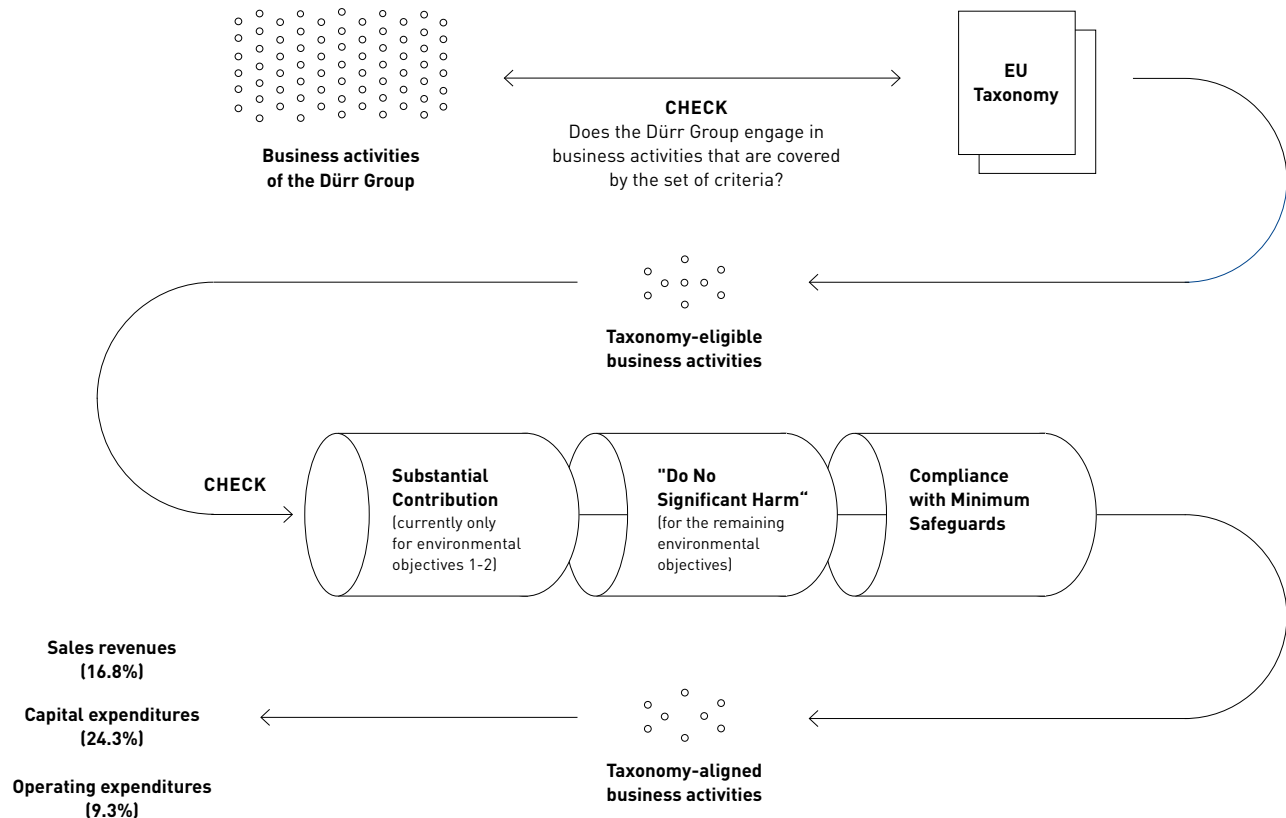 Business activities
of the Dürr Group
CHECK
Does the Dürr Group engage in
business activities that are covered
by the set of criteria?
EU
Taxonomy
Taxonomy-eligible
business activities
CHECK
Substantial
Contribution
(currently only
for environmental
objectives 1-2)
"Do No
Significant Harm“
(for the remaining
environmental
objectives)
Compliance
with Minimum
Safeguards
Taxonomy-aligned
business activities
Sales revenues
(16.8%)
Capital expenditures
(24.3%)
Operating expenditures
(9.3%)